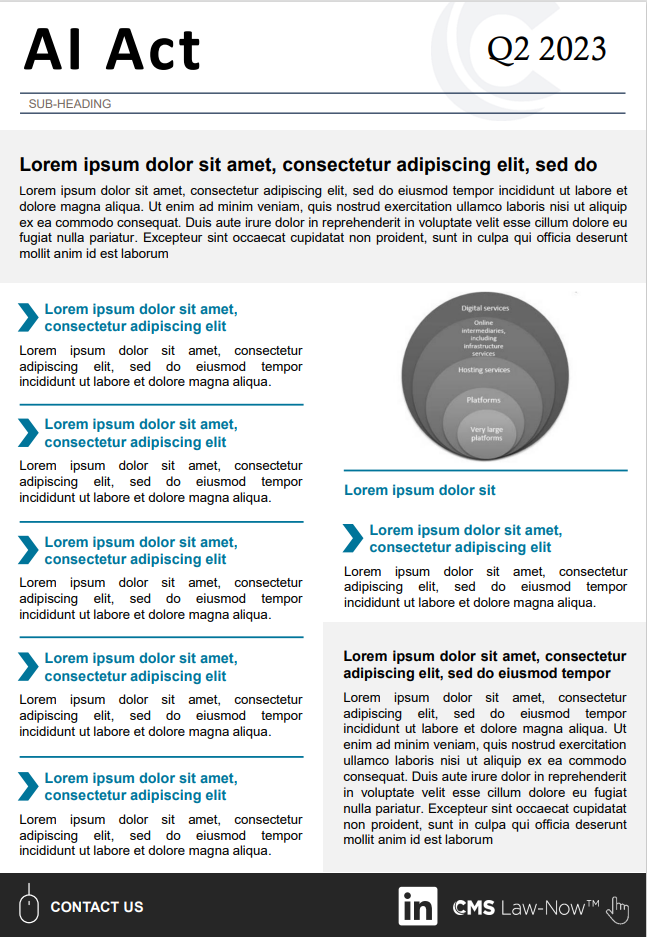 AI Act
Q2 2023
SUB-HEADING
Lorem ipsum dolor sit amet, consectetur adipiscing elit, sed do
Lorem ipsum dolor sit amet, consectetur adipiscing elit, sed do eiusmod tempor incididunt ut labore et
dolore magna aliqua. Ut enim ad minim veniam, quis nostrud exercitation ullamco laboris nisi ut aliquip
ex ea commodo consequat. Duis aute irure dolor in reprehenderit in voluptate velit esse cillum dolore eu
fugiat nulla pariatur. Excepteur sint occaecat cupidatat non proident, sunt in culpa qui officia deserunt
mollit anim id est laborum
Lorem ipsum dolor sit amet,
consectetur adipiscing elit
Lorem ipsum dolor sit amet, consectetur
adipiscing elit, sed do eiusmod tempor
incididunt ut labore et dolore magna aliqua.
Lorem ipsum dolor sit amet,
consectetur adipiscing elit
Lorem ipsum dolor sit amet, consectetur
adipiscing elit, sed do eiusmod tempor
incididunt ut labore et dolore magna aliqua.
Lorem ipsum dolor sit amet,
consectetur adipiscing elit
Lorem ipsum dolor sit amet, consectetur
adipiscing elit, sed do eiusmod tempor
incididunt ut labore et dolore magna aliqua.
Lorem ipsum dolor sit amet,
consectetur adipiscing elit
Lorem ipsum dolor sit amet, consectetur
adipiscing elit, sed do eiusmod tempor
incididunt ut labore et dolore magna aliqua.
Lorem ipsum dolor sit amet,
consectetur adipiscing elit
Lorem ipsum dolor sit amet, consectetur
adipiscing elit, sed do eiusmod tempor
incididunt ut labore et dolore magna aliqua.
Digital services
Online
intermediaries,
including
infrastructure
services
Hosting services
Platforms
Very large
platforms
Lorem ipsum dolor sit
Lorem ipsum dolor sit amet,
consectetur adipiscing elit
Lorem ipsum dolor sit amet, consectetur
adipiscing elit, sed do eiusmod tempor
incididunt ut labore et dolore magna aliqua.
Lorem ipsum dolor sit amet, consectetur
adipiscing elit, sed do eiusmod tempor
Lorem ipsum dolor sit amet, consectetur
adipiscing elit, sed do eiusmod tempor
incididunt ut labore et dolore magna aliqua. Ut
enim ad minim veniam, quis nostrud exercitation
ullamco laboris nisi ut aliquip ex ea commodo
consequat. Duis aute irure dolor in reprehenderit
in voluptate velit esse cillum dolore eu fugiat
nulla pariatur. Excepteur sint occaecat cupidatat
non proident, sunt in culpa qui officia deserunt
mollit anim id est laborum
CONTACT US
in
CMS Law-Now™